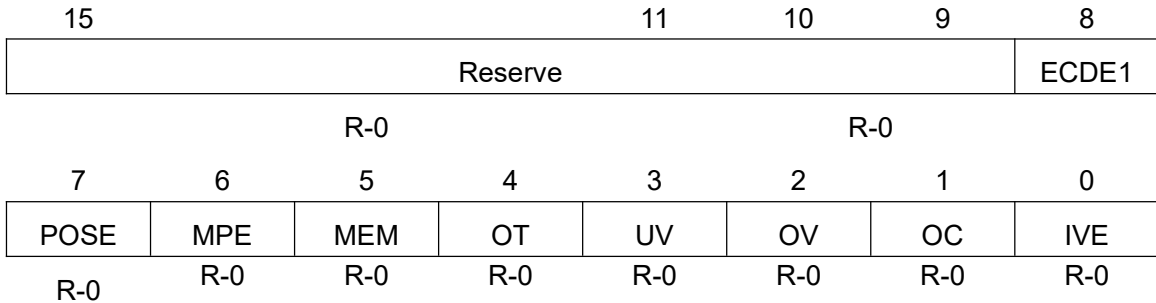 15 11 10 9 8
Reserve ECDE1
R-0 R-0
7 6 5 4 3 2 1 0
POSE MPE MEM OT UV OV OC IVE
R-0 R-0 R-0 R-0 R-0 R-0 R-0 R-0